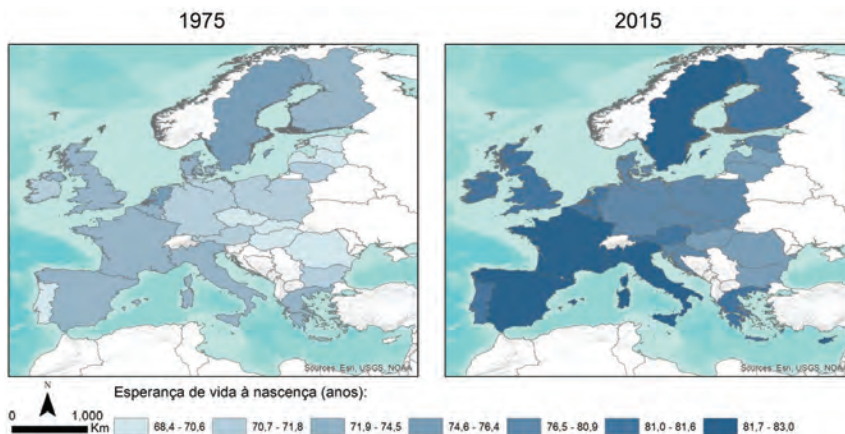 1975
2015
Sources: Esri, USGS, NOAA
Sources: Esri, USGS, NOAA
N
Esperança de vida à nascença (anos):
0 1.000
Km
68,4 - 70,6
70,7 - 71,8
71,9 - 74,5
74,6 - 76,4
76,5 - 80,9
81,0 - 81,6
81,7 - 83,0